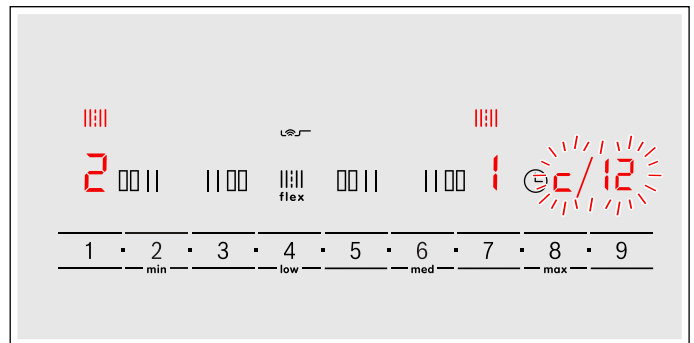 2 1 c/12
flex
1 · 2 · 3 · 4 · 5 · 6 · 7 · 8 · 9
min low med max